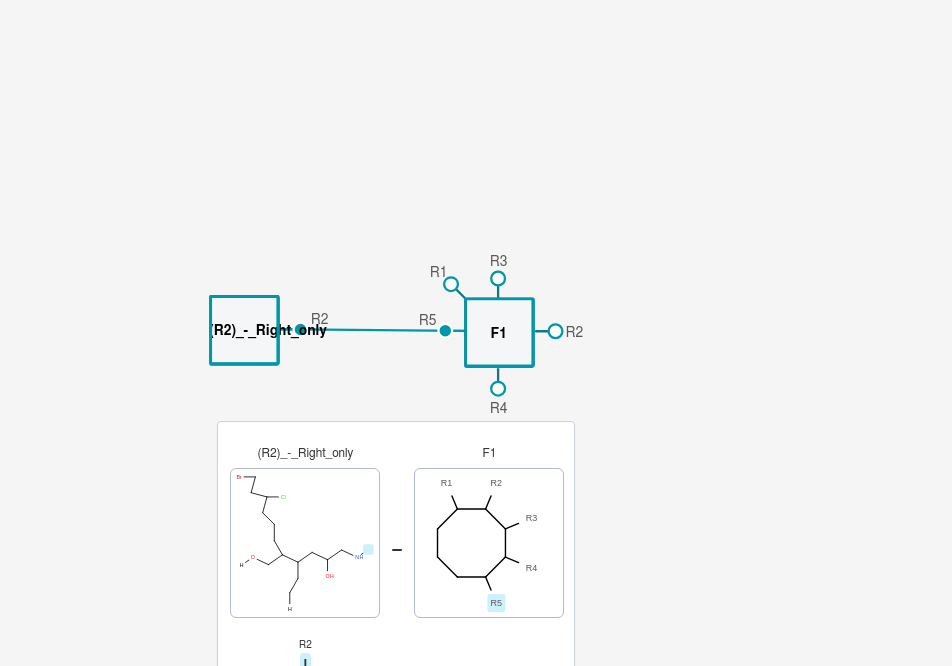 R3
R1
R2
R5
(R2)_-_Right_only
F1
R2
R4
(R2)_-_Right_only
F1
Br
Cl
O
H
NH
OH
H
R1
R2
R3
R4
R5
R2